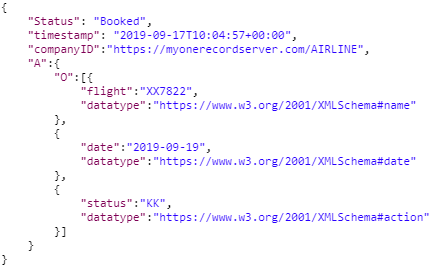 {
    "Status": "Booked",
    "timestamp": "2019-09-17T10:04:57+00:00",
    "companyID":"https://myonerecordserver.com/AIRLINE",
    "A":{
        "O":[{
            "flight":"XX7822",
            "datatype":"https://www.w3.org/2001/XMLSchema#name"
        },
        {
            "date":"2019-09-19",
            "datatype":"https://www.w3.org/2001/XMLSchema#date"
        },
        {
            "status":"KK",
            "datatype":"https://www.w3.org/2001/XMLSchema#action"
        }]
    }
}